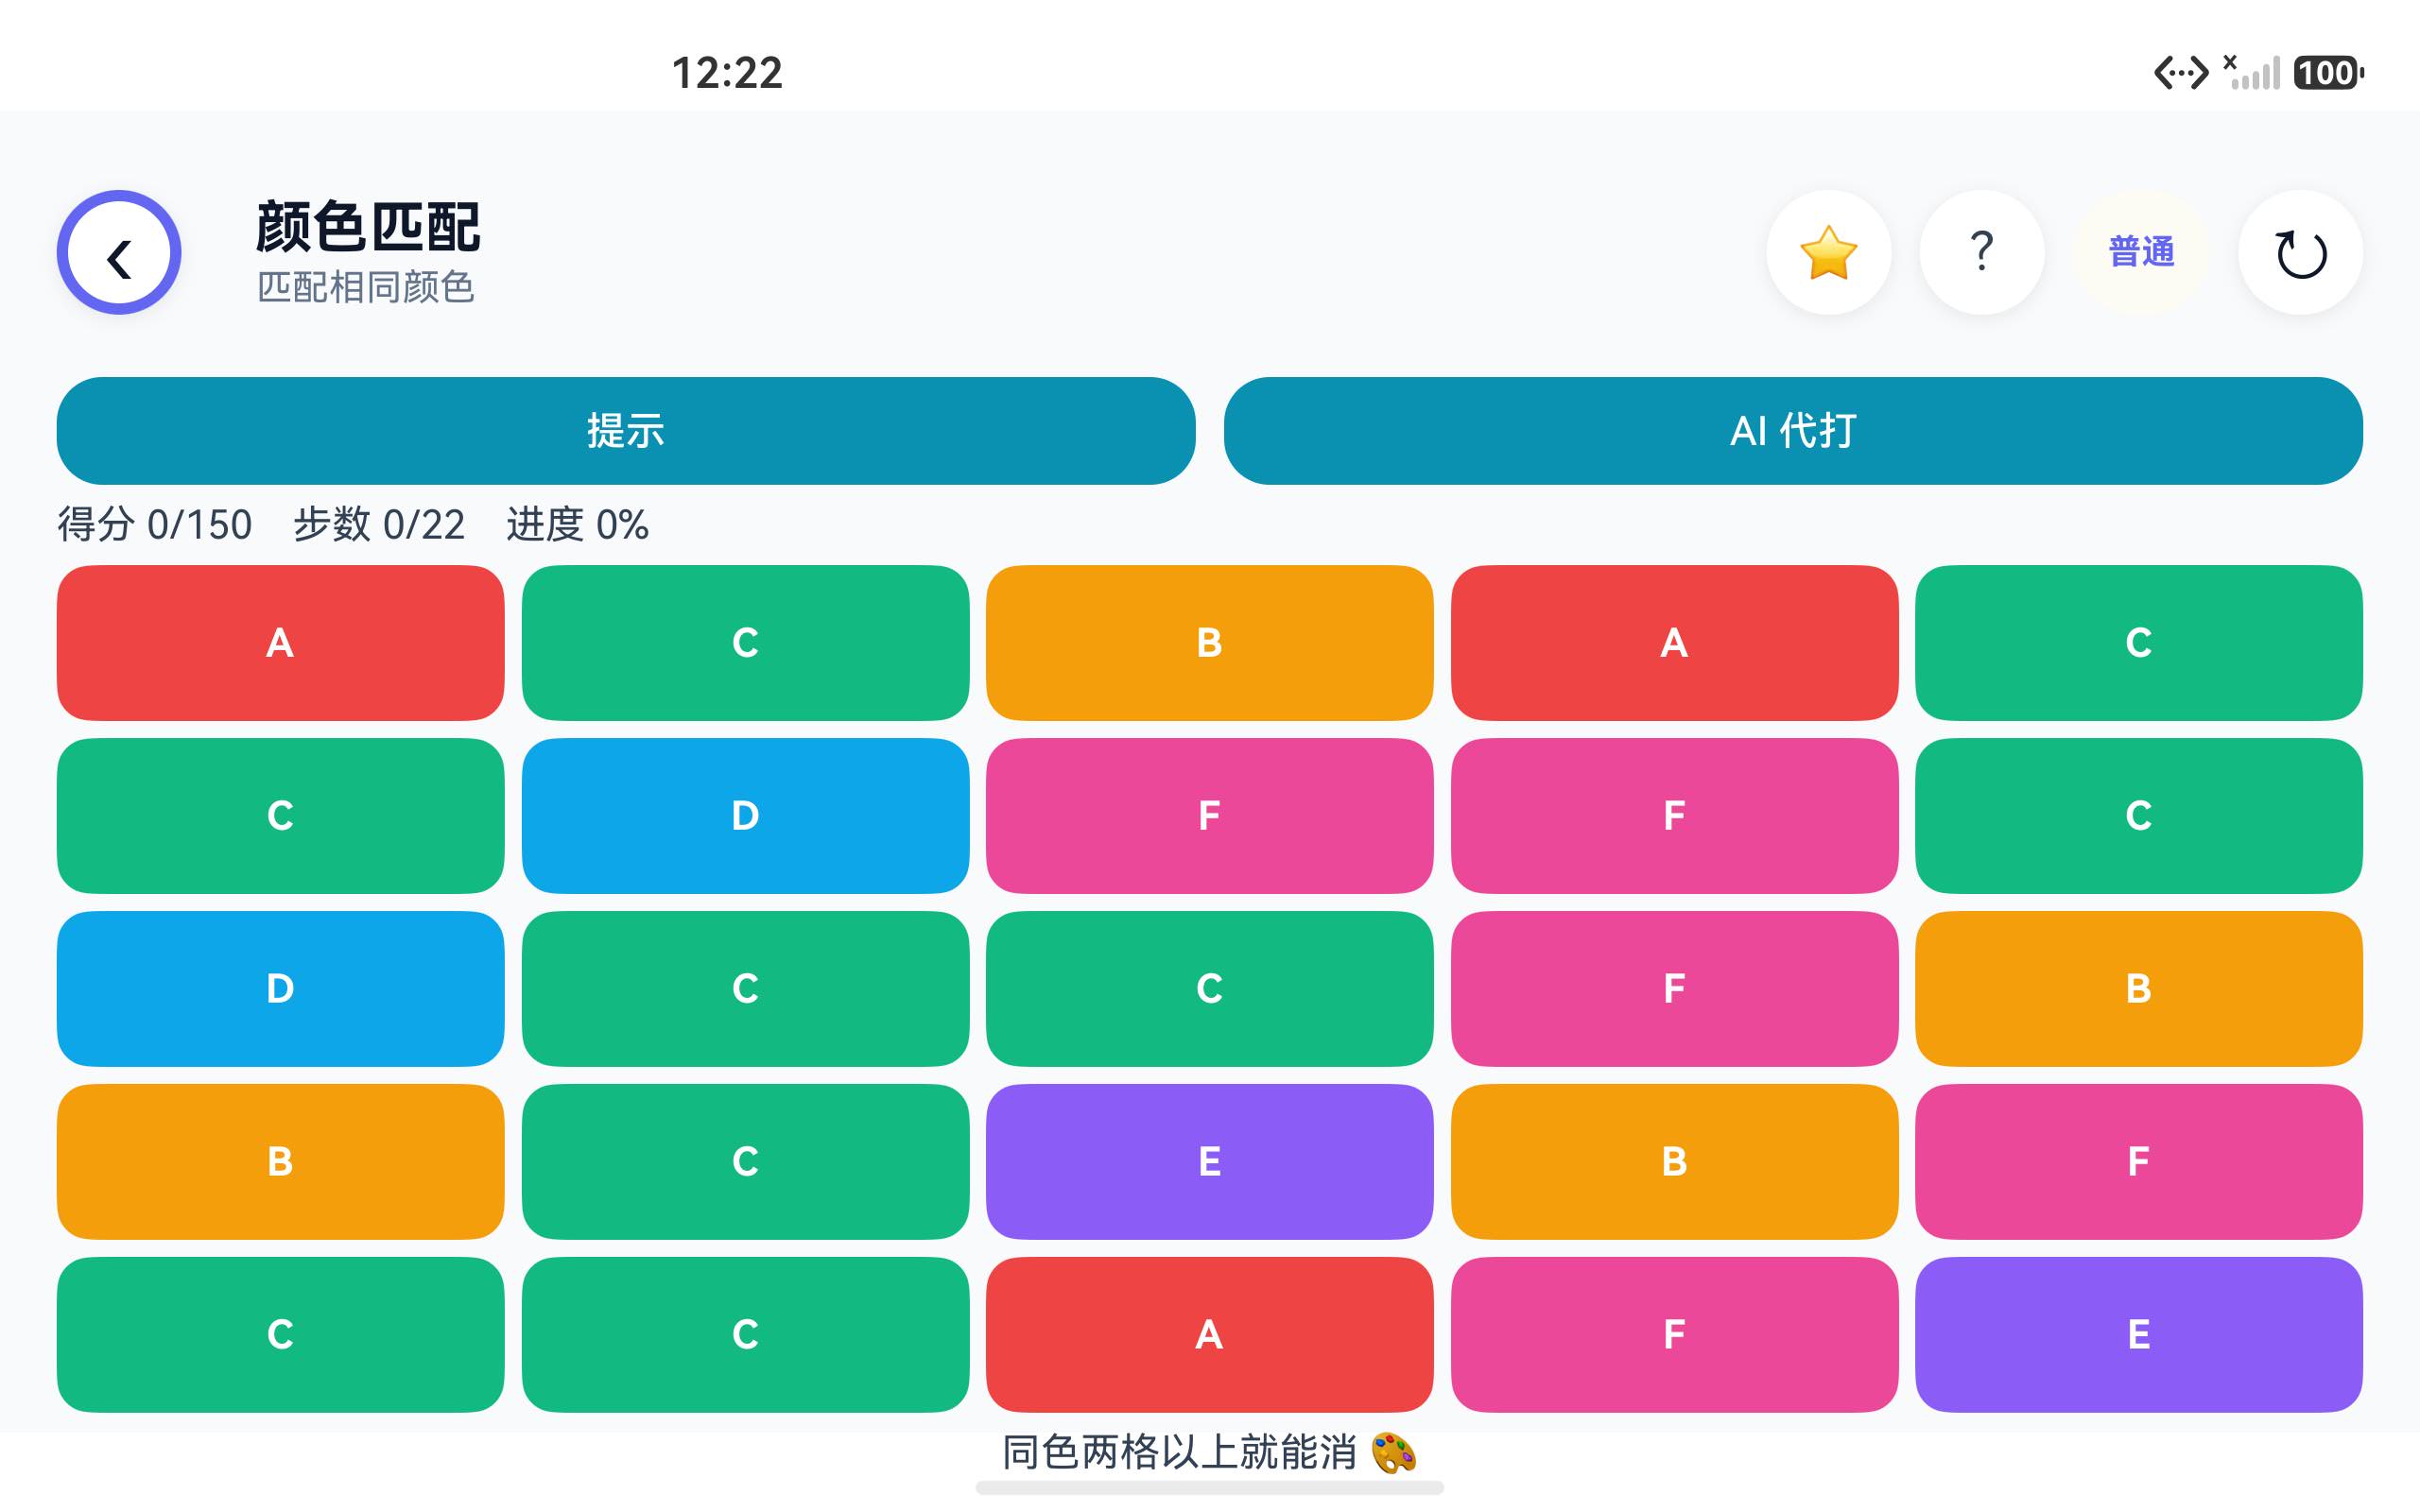 12:22
100
颜色匹配
匹配相同颜色
?
普通
提示
AI 代打
得分 0/150 步数 0/22 进度 0%
A C B A C
C D F F C
D C C F B
B C E B F
C C A F E
同色两格以上就能消 🎨